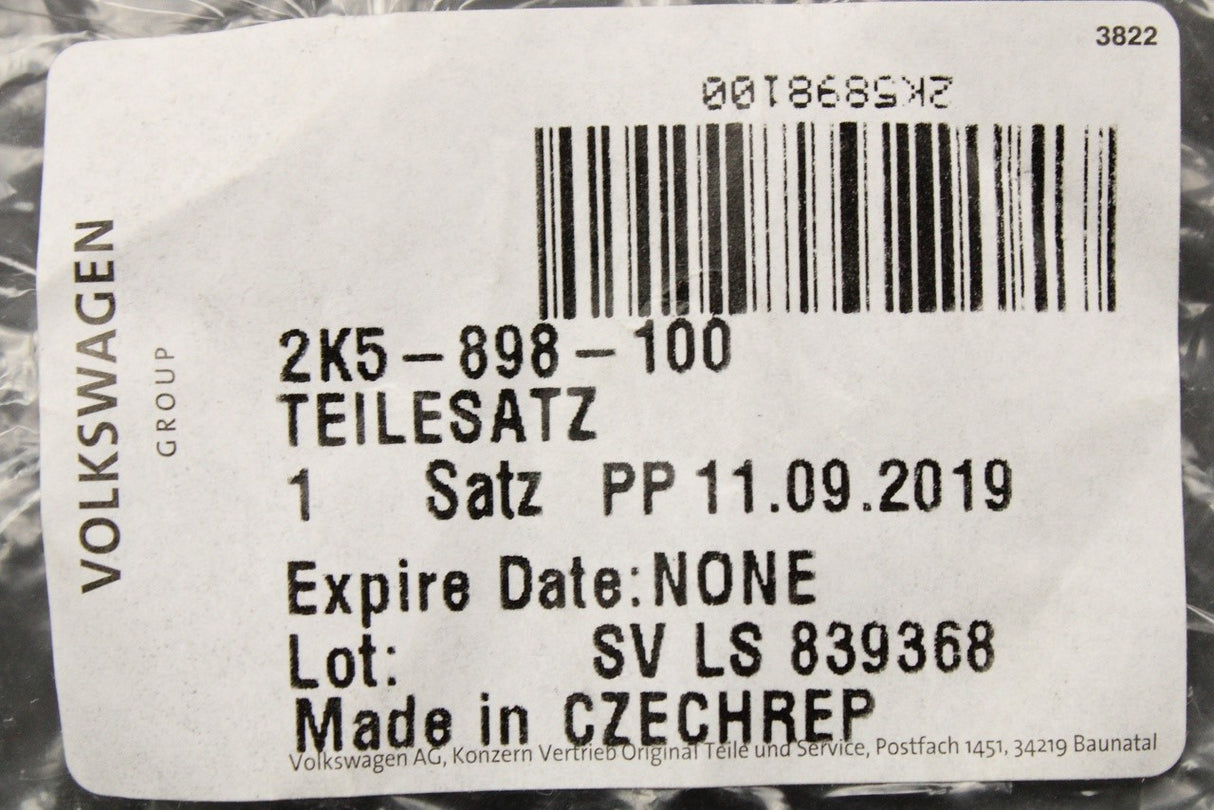 3822
2K5898100
VOLKSWAGEN
GROUP
2K5-898-100
TEILESATZ
1 Satz PP 11.09.2019
Expire Date:NONE
Lot: SV LS 839368
Made in CZECHREP
Volkswagen AG, Konzern Vertrieb Original Teile und Service, Postfach 1451, 34219 Baunatal